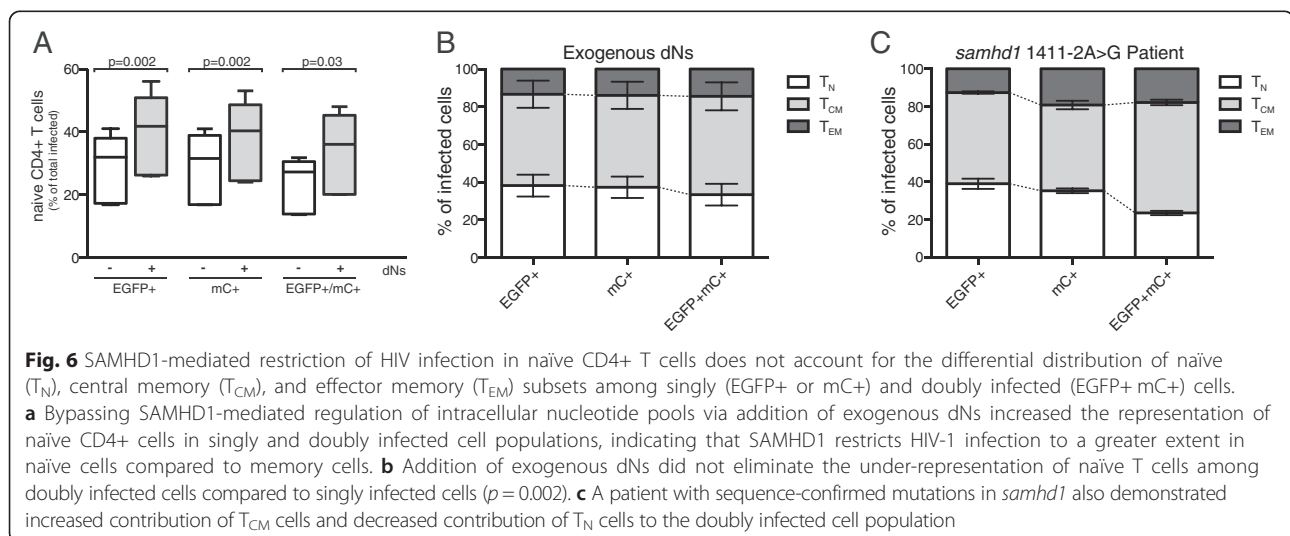 A
p=0.002 p=0.002 p=0.03
naïve CD4+ T cells
(% of total infected)
60
40
20
0
- + - + - + dNs
EGFP+ mC+ EGFP+/mC+
B
Exogenous dNs
% of infected cells
100
80
60
40
20
0
EGFP+ mC+ EGFP+mC+
TN
TCM
TEM
C
samhd1 1411-2A>G Patient
% of infected cells
100
80
60
40
20
0
EGFP+ mC+ EGFP+mC+
TN
TCM
TEM
Fig. 6 SAMHD1-mediated restriction of HIV infection in naïve CD4+ T cells does not account for the differential distribution of naïve
(TN), central memory (TCM), and effector memory (TEM) subsets among singly (EGFP+ or mC+) and doubly infected (EGFP+ mC+) cells.
a Bypassing SAMHD1-mediated regulation of intracellular nucleotide pools via addition of exogenous dNs increased the representation of
naïve CD4+ cells in singly and doubly infected cell populations, indicating that SAMHD1 restricts HIV-1 infection to a greater extent in
naïve cells compared to memory cells. b Addition of exogenous dNs did not eliminate the under-representation of naïve T cells among
doubly infected cells compared to singly infected cells (p = 0.002). c A patient with sequence-confirmed mutations in samhd1 also demonstrated
increased contribution of TCM cells and decreased contribution of TN cells to the doubly infected cell population